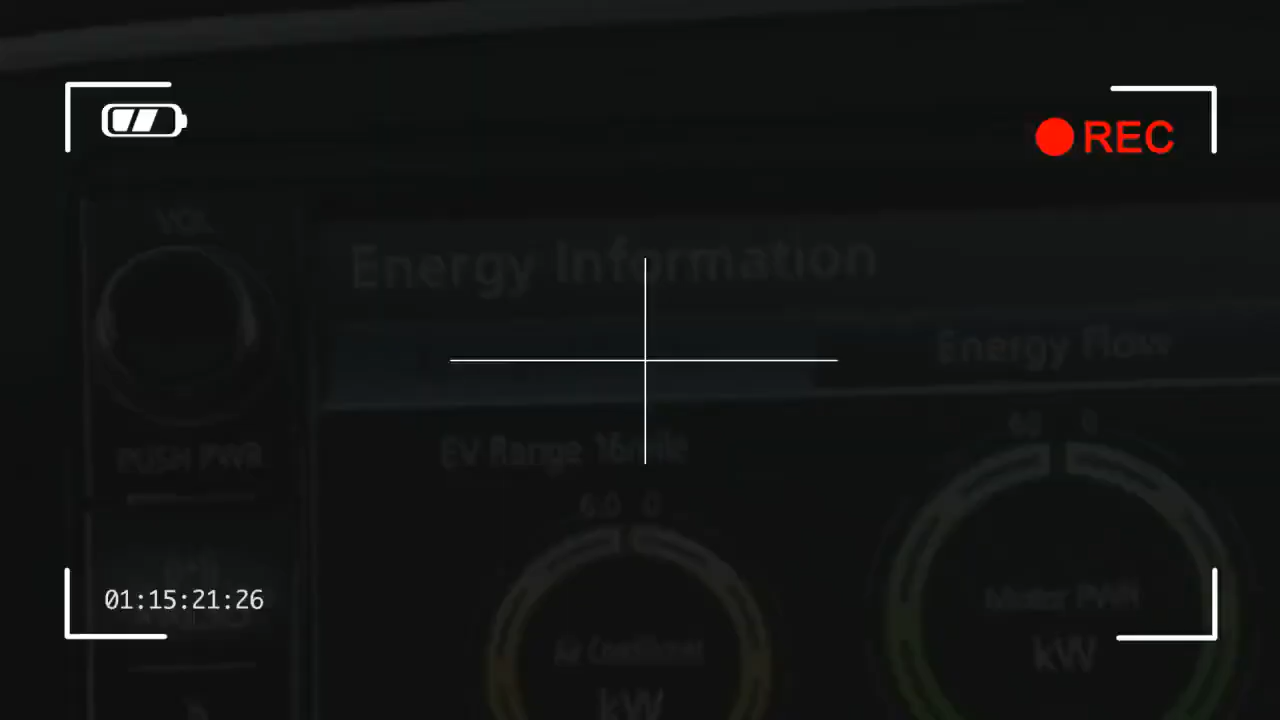 REC
VOL
Energy Information
Energy Flow
PUSH PWR
EV Range 16mile
60 0
6.0 0
01:15:21:26
Air Conditioner
Motor PWR
kW
kW